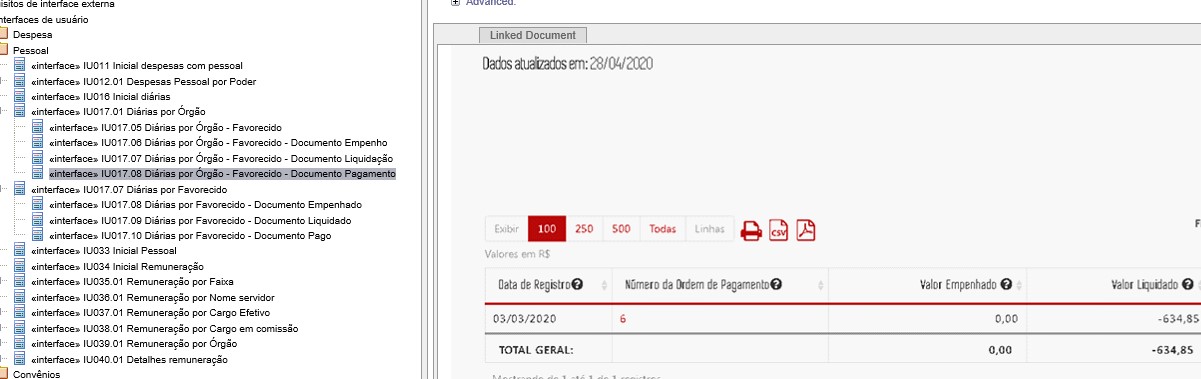 isitos de interface externa
nterfaces de usuário
Despesa
Pessoal
«interface» IU011 Inicial despesas com pessoal
«interface» IU012.01 Despesas Pessoal por Poder
«interface» IU016 Inicial diárias
«interface» IU017.01 Diárias por Órgão
«interface» IU017.05 Diárias por Órgão - Favorecido
«interface» IU017.06 Diárias por Órgão - Favorecido - Documento Empenho
«interface» IU017.07 Diárias por Órgão - Favorecido - Documento Liquidação
«interface» IU017.08 Diárias por Órgão - Favorecido - Documento Pagamento
«interface» IU017.07 Diárias por Favorecido
«interface» IU017.08 Diárias por Favorecido - Documento Empenhado
«interface» IU017.09 Diárias por Favorecido - Documento Liquidado
«interface» IU017.10 Diárias por Favorecido - Documento Pago
«interface» IU033 Inicial Pessoal
«interface» IU034 Inicial Remuneração
«interface» IU035.01 Remuneração por Faixa
«interface» IU036.01 Remuneração por Nome servidor
«interface» IU037.01 Remuneração por Cargo Efetivo
«interface» IU038.01 Remuneração por Cargo em comissão
«interface» IU039.01 Remuneração por Órgão
«interface» IU040.01 Detalhes remuneração
Convênios
Advanced:
Linked Document
Dados atualizados em: 28/04/2020
Exibir 100 250 500 Todas Linhas CSV
Valores em R$
Data de Registro Número da Ordem de Pagamento Valor Empenhado Valor Liquidado
03/03/2020 6 0,00 -634,85
TOTAL GERAL: 0,00 -634,85
Mostrando de 1 até 1 de 1 registros